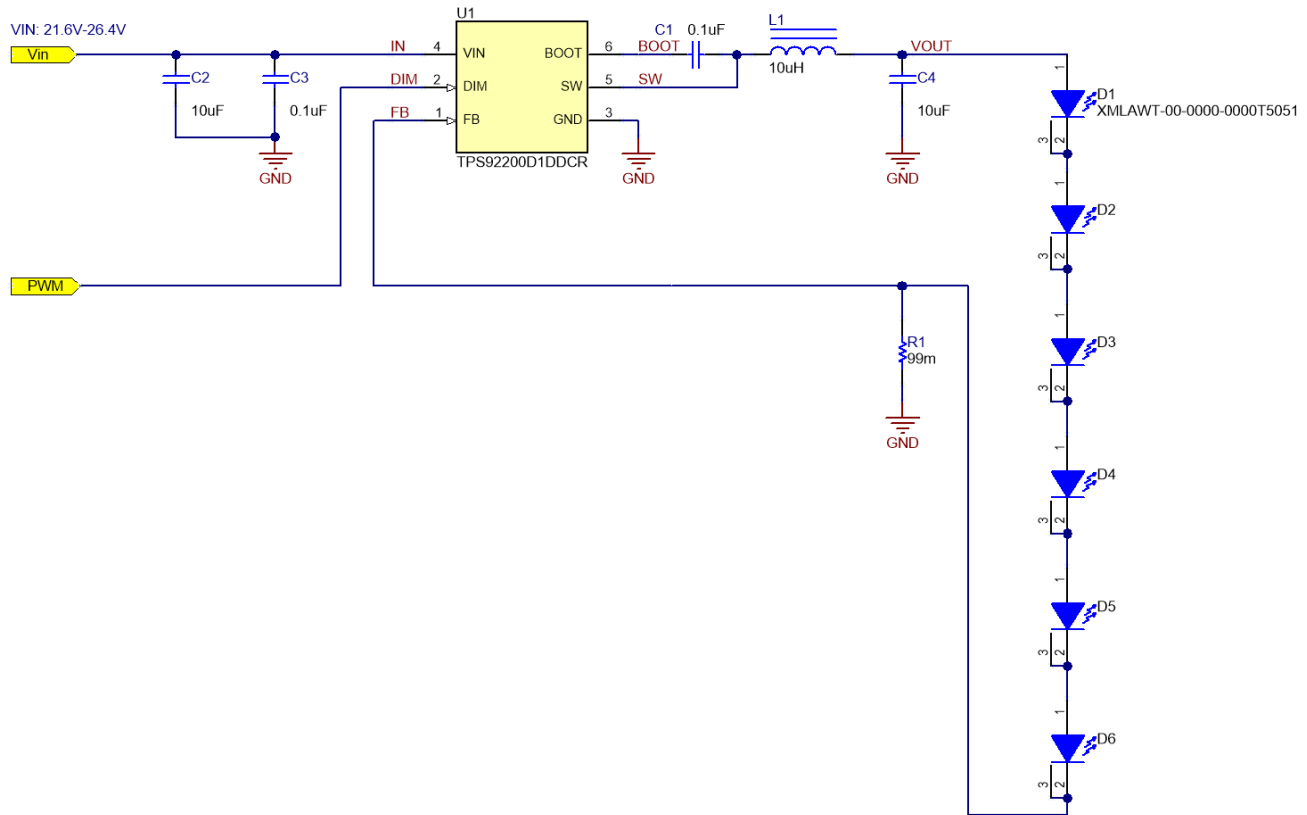 VIN: 21.6V-26.4V
Vin
U1
IN 4 VIN BOOT 6 BOOT
DIM 2 DIM SW 5 SW
FB 1 FB GND 3
TPS92200D1DDCR
C1 0.1uF
L1
10uH
VOUT
C2
10uF
C3
0.1uF
GND
GND
C4
10uF
GND
1
D1
XMLAWT-00-0000-0000T5051
3 2
1
D2
3 2
PWM
R1
99m
GND
1
D3
3 2
1
D4
3 2
1
D5
3 2
1
D6
3 2